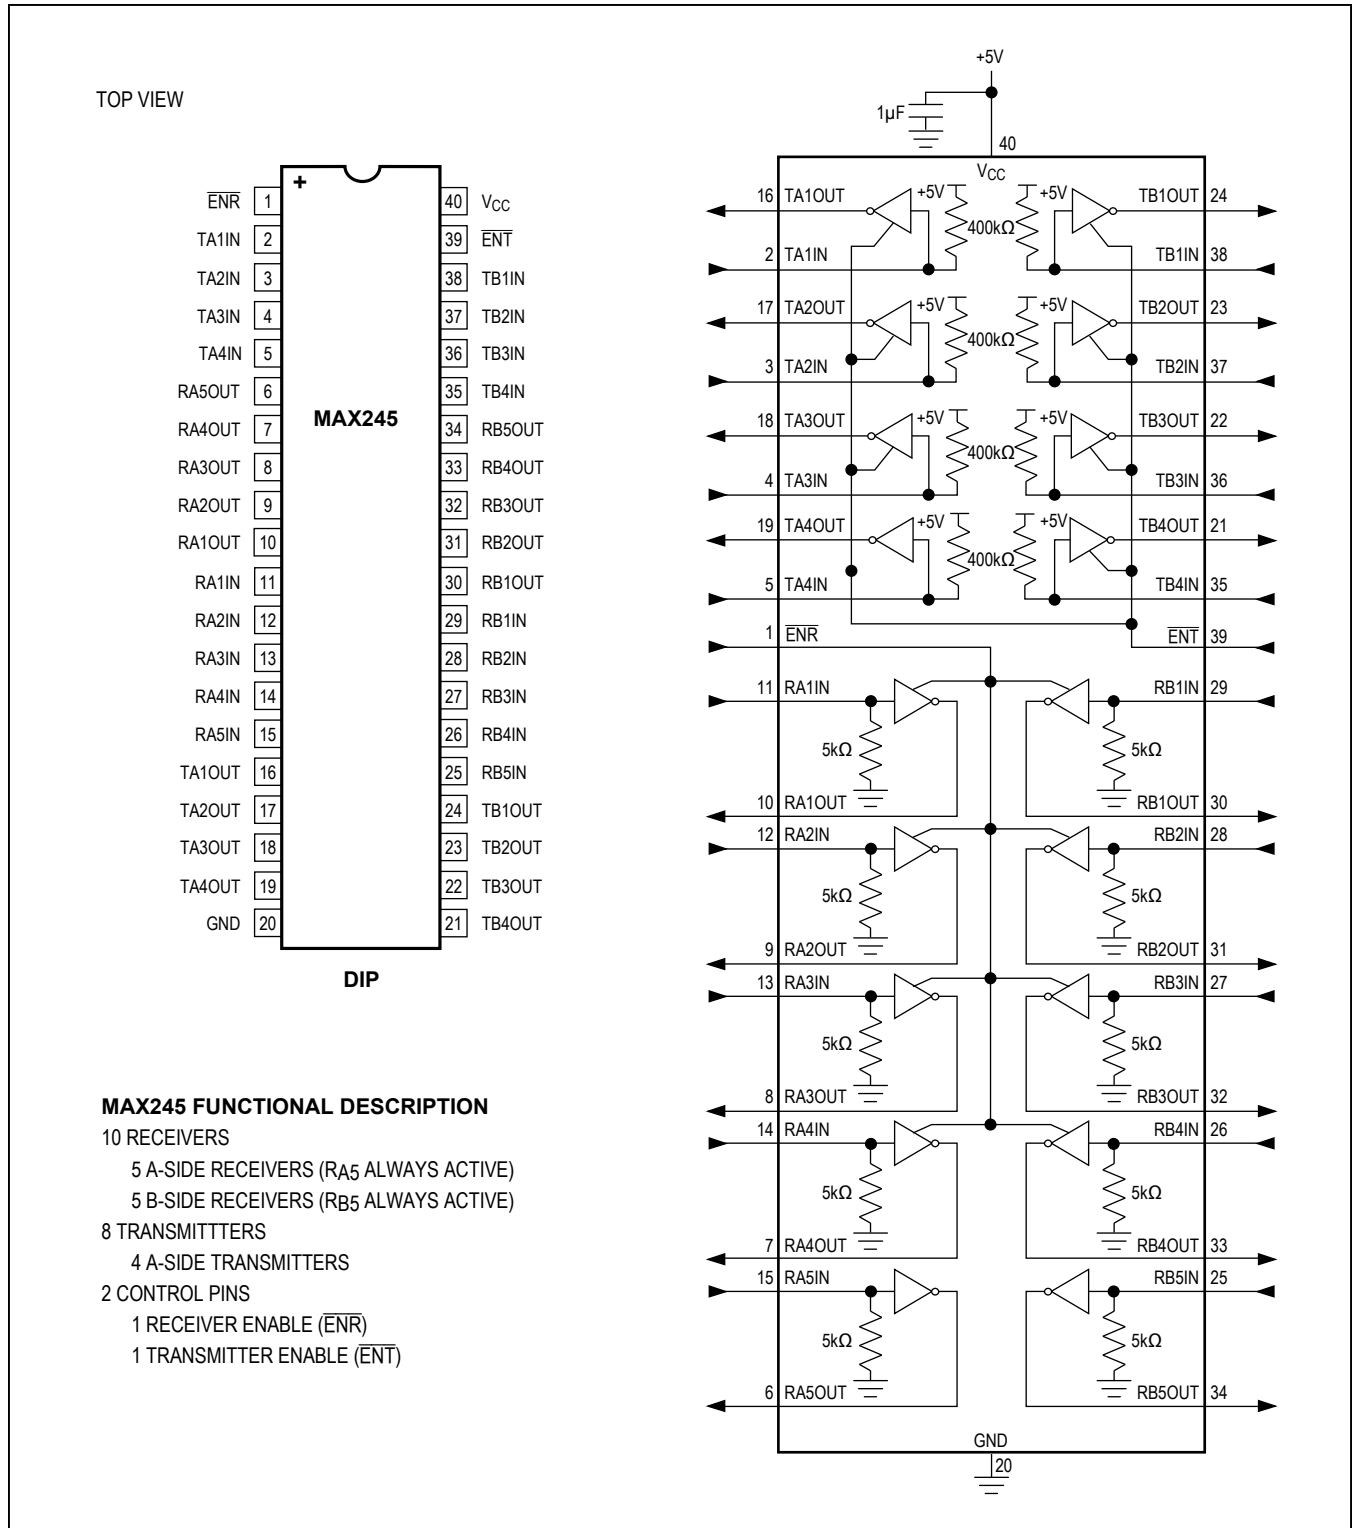 TOP VIEW
MAX245
ENR 1
TA1IN 2
TA2IN 3
TA3IN 4
TA4IN 5
RA5OUT 6
RA4OUT 7
RA3OUT 8
RA2OUT 9
RA1OUT 10
RA1IN 11
RA2IN 12
RA3IN 13
RA4IN 14
RA5IN 15
TA1OUT 16
TA2OUT 17
TA3OUT 18
TA4OUT 19
GND 20
40 VCC
39 ENT
38 TB1IN
37 TB2IN
36 TB3IN
35 TB4IN
34 RB5OUT
33 RB4OUT
32 RB3OUT
31 RB2OUT
30 RB1OUT
29 RB1IN
28 RB2IN
27 RB3IN
26 RB4IN
25 RB5IN
24 TB1OUT
23 TB2OUT
22 TB3OUT
21 TB4OUT
+
DIP
MAX245 FUNCTIONAL DESCRIPTION
10 RECEIVERS
5 A-SIDE RECEIVERS (RA5 ALWAYS ACTIVE)
5 B-SIDE RECEIVERS (RB5 ALWAYS ACTIVE)
8 TRANSMITTTERS
4 A-SIDE TRANSMITTERS
2 CONTROL PINS
1 RECEIVER ENABLE (ENR)
1 TRANSMITTER ENABLE (ENT)
+5V
1µF
40
VCC
16 TA1OUT +5V +5V TB1OUT 24
400kΩ
2 TA1IN TB1IN 38
17 TA2OUT +5V +5V TB2OUT 23
400kΩ
3 TA2IN TB2IN 37
18 TA3OUT +5V +5V TB3OUT 22
400kΩ
4 TA3IN TB3IN 36
19 TA4OUT +5V +5V TB4OUT 21
400kΩ
5 TA4IN TB4IN 35
1 ENR ENT 39
11 RA1IN RB1IN 29
5kΩ 5kΩ
10 RA1OUT RB1OUT 30
12 RA2IN RB2IN 28
5kΩ 5kΩ
9 RA2OUT RB2OUT 31
13 RA3IN RB3IN 27
5kΩ 5kΩ
8 RA3OUT RB3OUT 32
14 RA4IN RB4IN 26
5kΩ 5kΩ
7 RA4OUT RB4OUT 33
15 RA5IN RB5IN 25
5kΩ 5kΩ
6 RA5OUT RB5OUT 34
GND
20